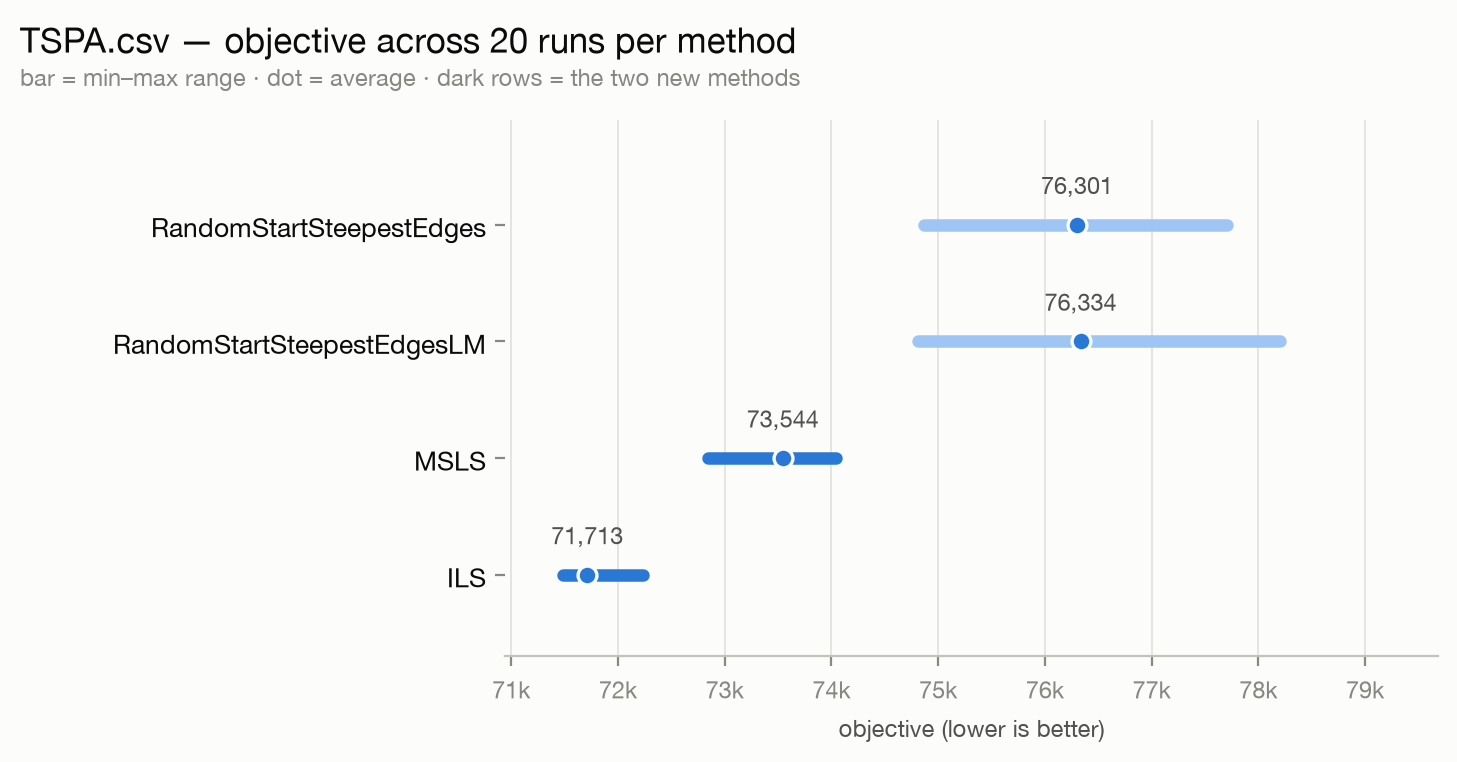 TSPA.csv — objective across 20 runs per method
bar = min–max range · dot = average · dark rows = the two new methods
76,301
RandomStartSteepestEdges
76,334
RandomStartSteepestEdgesLM
73,544
MSLS
71,713
ILS
71k 72k 73k 74k 75k 76k 77k 78k 79k
objective (lower is better)